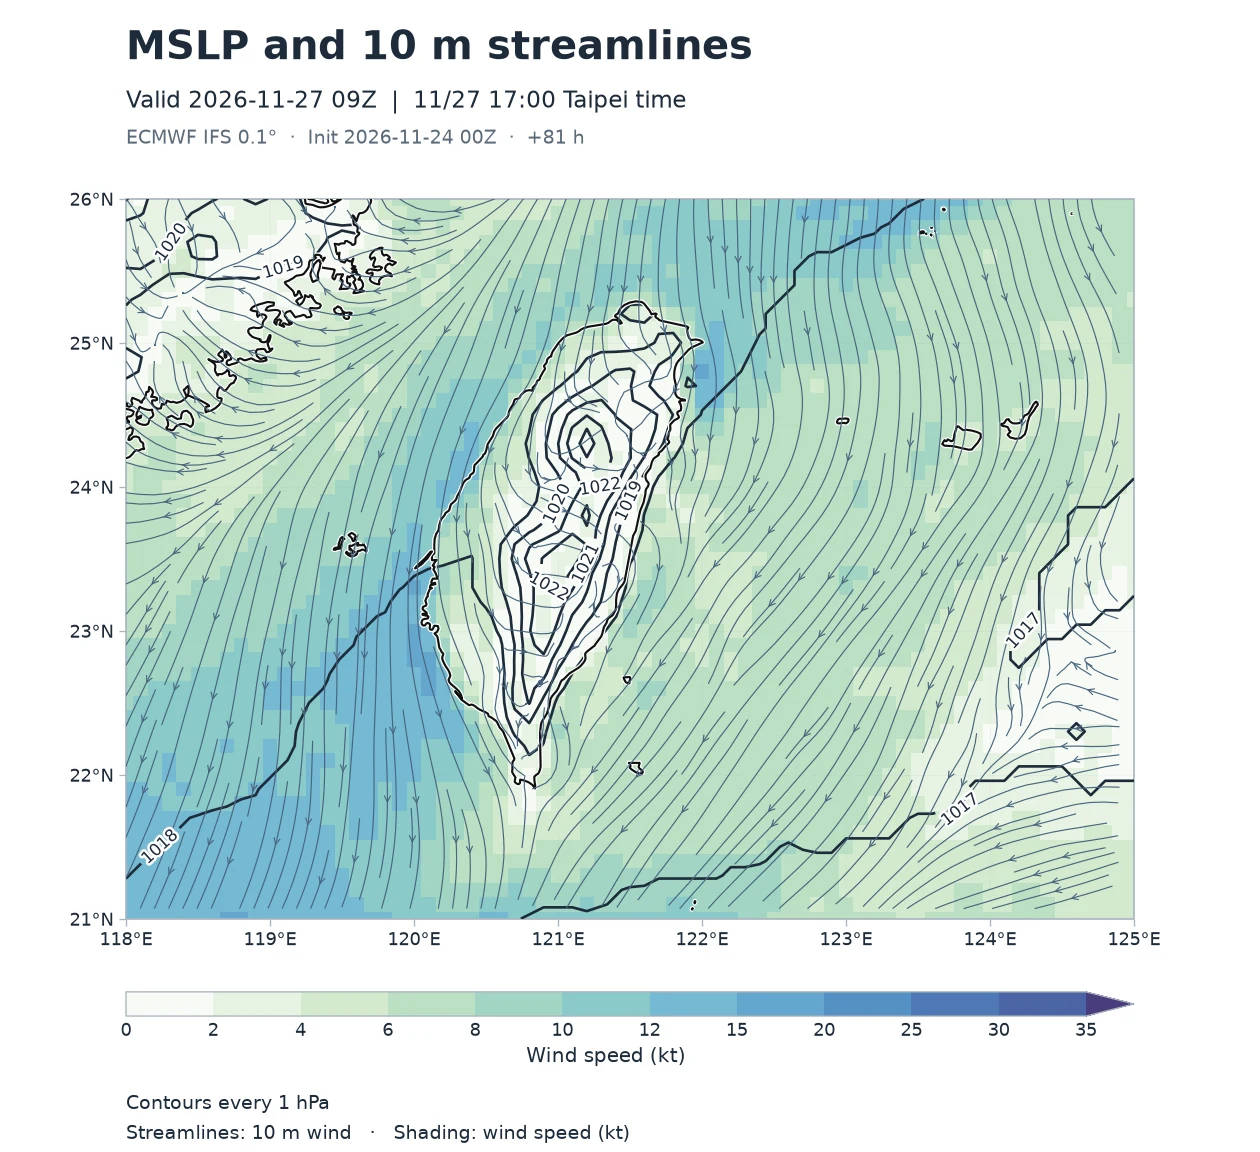 MSLP and 10 m streamlines
Valid 2026-11-27 09Z | 11/27 17:00 Taipei time
ECMWF IFS 0.1° · Init 2026-11-24 00Z · +81 h
26°N
25°N
24°N
23°N
22°N
21°N
1020
1019
1022
1020
1019
1021
1022
1017
1017
1018
118°E 119°E 120°E 121°E 122°E 123°E 124°E 125°E
0 2 4 6 8 10 12 15 20 25 30 35
Wind speed (kt)
Contours every 1 hPa
Streamlines: 10 m wind · Shading: wind speed (kt)